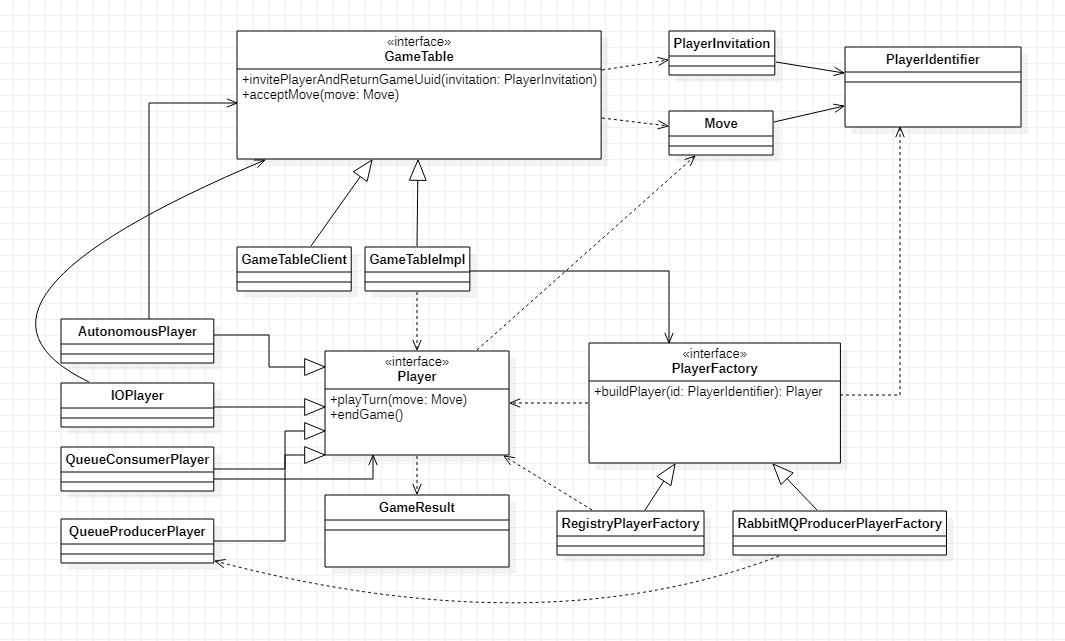 «interface»
GameTable
+invitePlayerAndReturnGameUuid(invitation: PlayerInvitation)
+acceptMove(move: Move)
PlayerInvitation
PlayerIdentifier
Move
GameTableClient
GameTableImpl
AutonomousPlayer
IOPlayer
QueueConsumerPlayer
QueueProducerPlayer
«interface»
Player
+playTurn(move: Move)
+endGame()
«interface»
PlayerFactory
+buildPlayer(id: PlayerIdentifier): Player
GameResult
RegistryPlayerFactory
RabbitMQProducerPlayerFactory